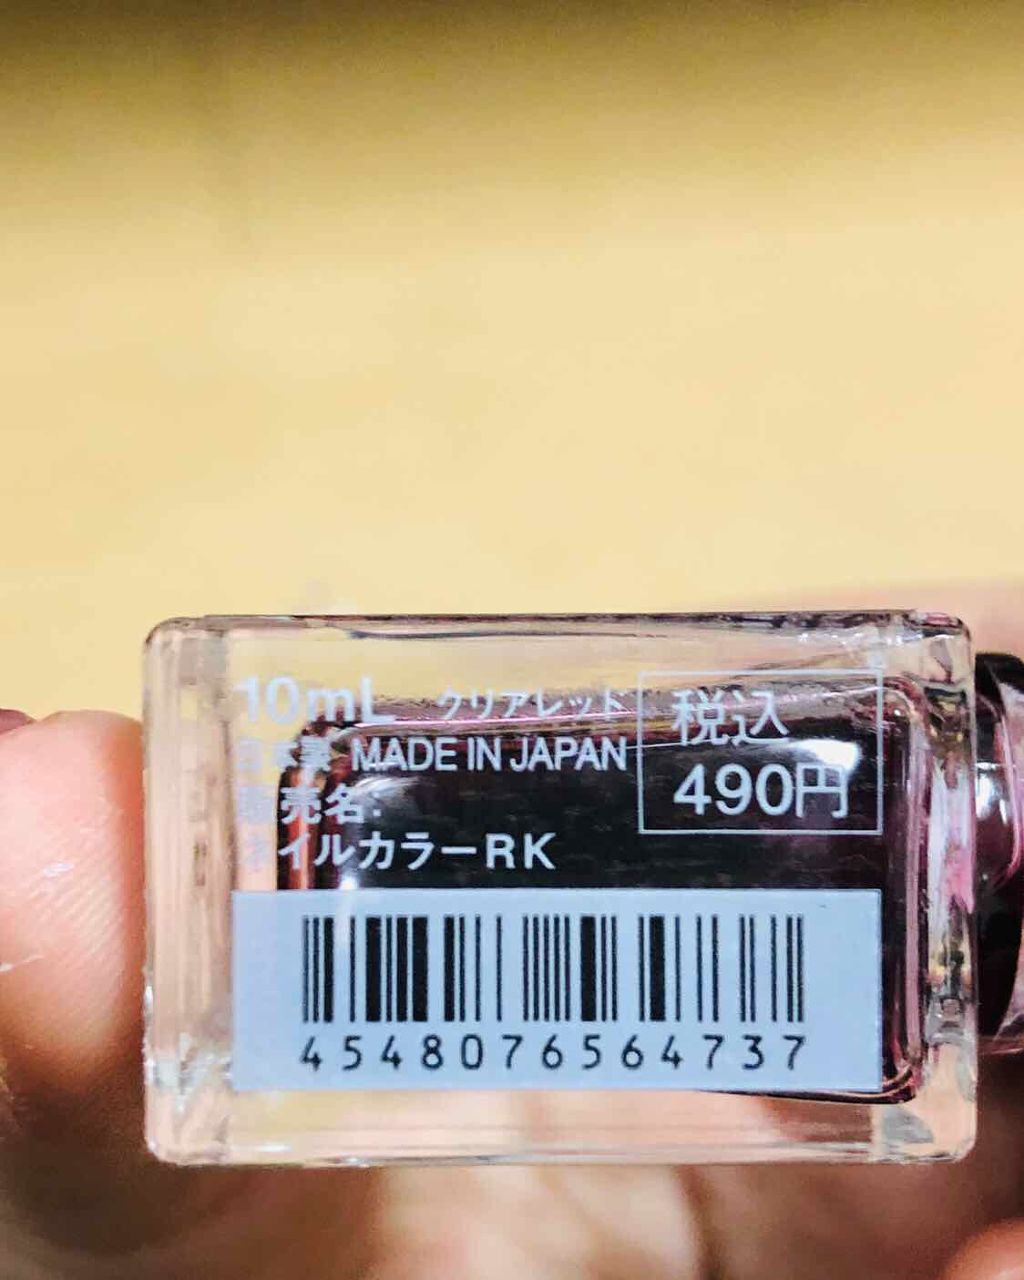 10mL クリアレッド
日本製 MADE IN JAPAN
販売名:
ネイルカラーRK
税込
490円
4548076564737